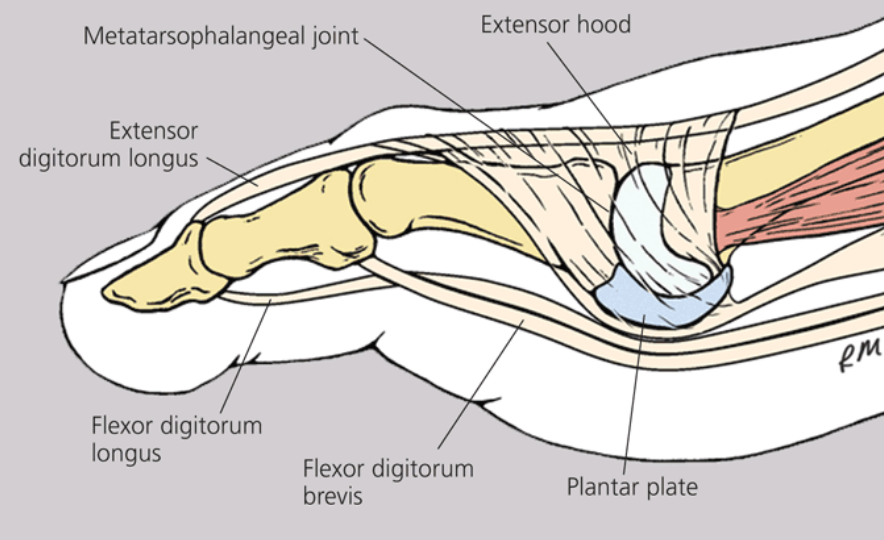 Metatarsophalangeal joint
Extensor hood
Extensor
digitorum longus
Flexor digitorum
longus
Flexor digitorum
brevis
Plantar plate
RM